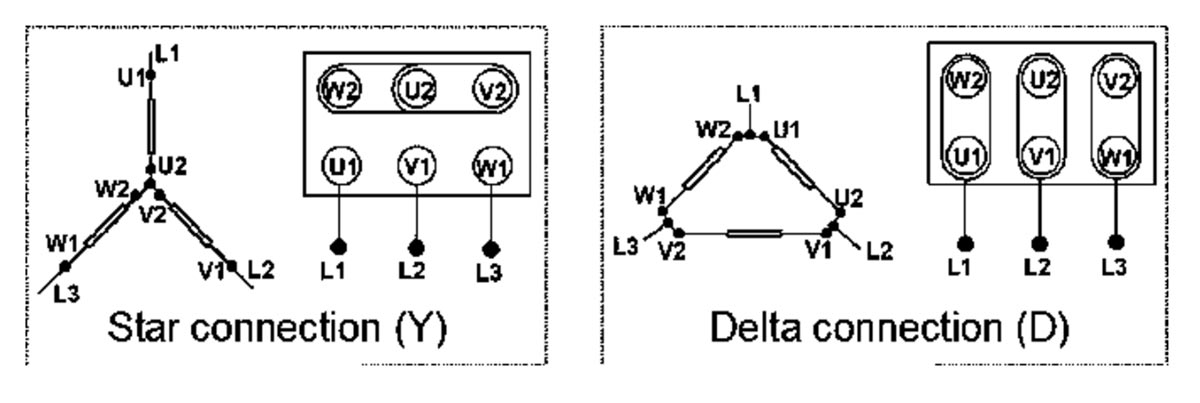 L1
U1
U2
W2
V2
W1
V1
L2
L3
W2 U2 V2
U1 V1 W1
L1 L2 L3
Star connection (Y)
L1
W2 U1
W1
U2
L3
V2
V1
L2
W2 U2 V2
U1 V1 W1
L1 L2 L3
Delta connection (D)